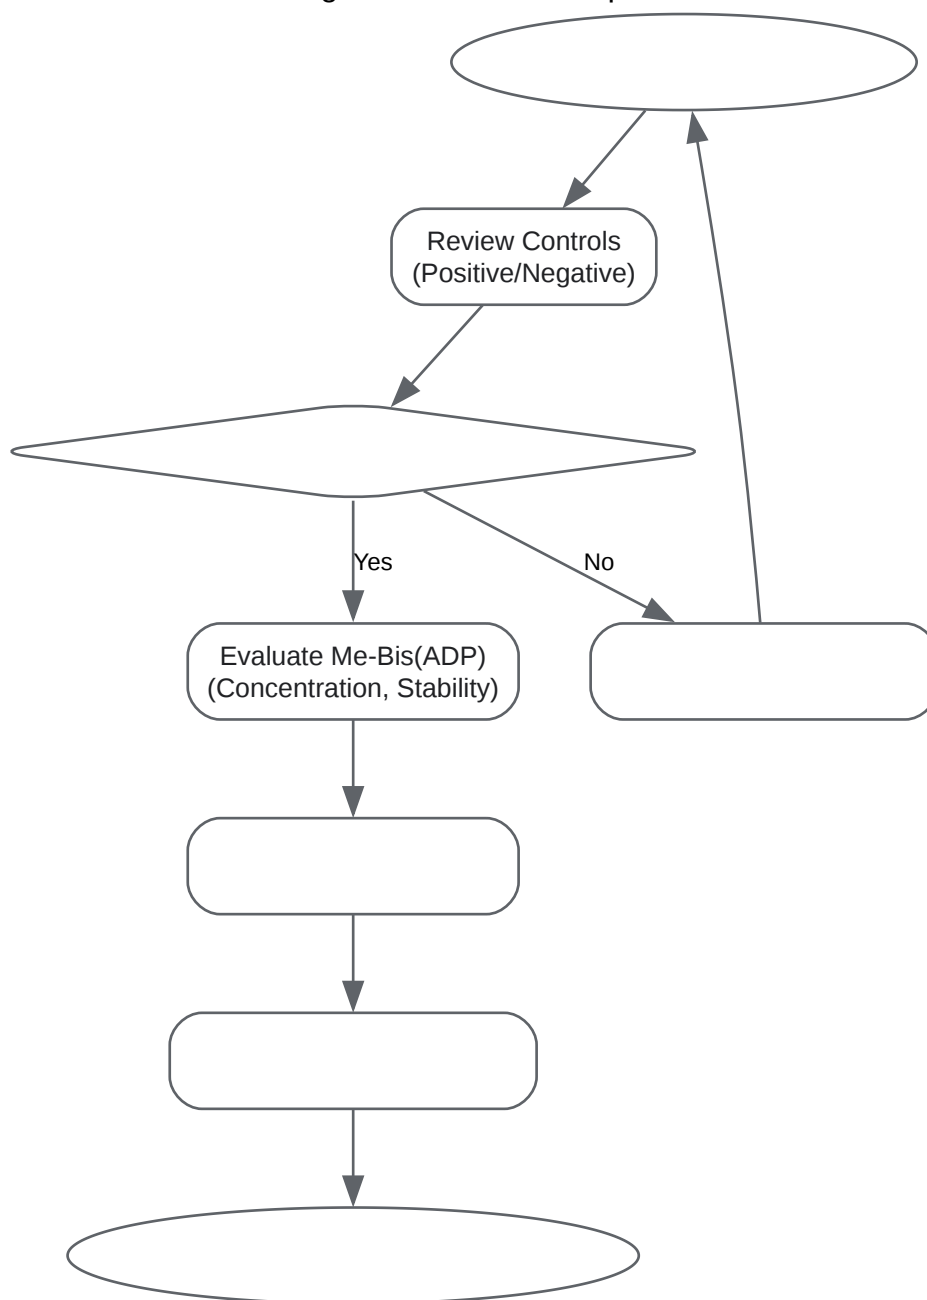 Review Controls
(Positive/Negative)
Yes
No
Evaluate Me-Bis(ADP)
(Concentration, Stability)